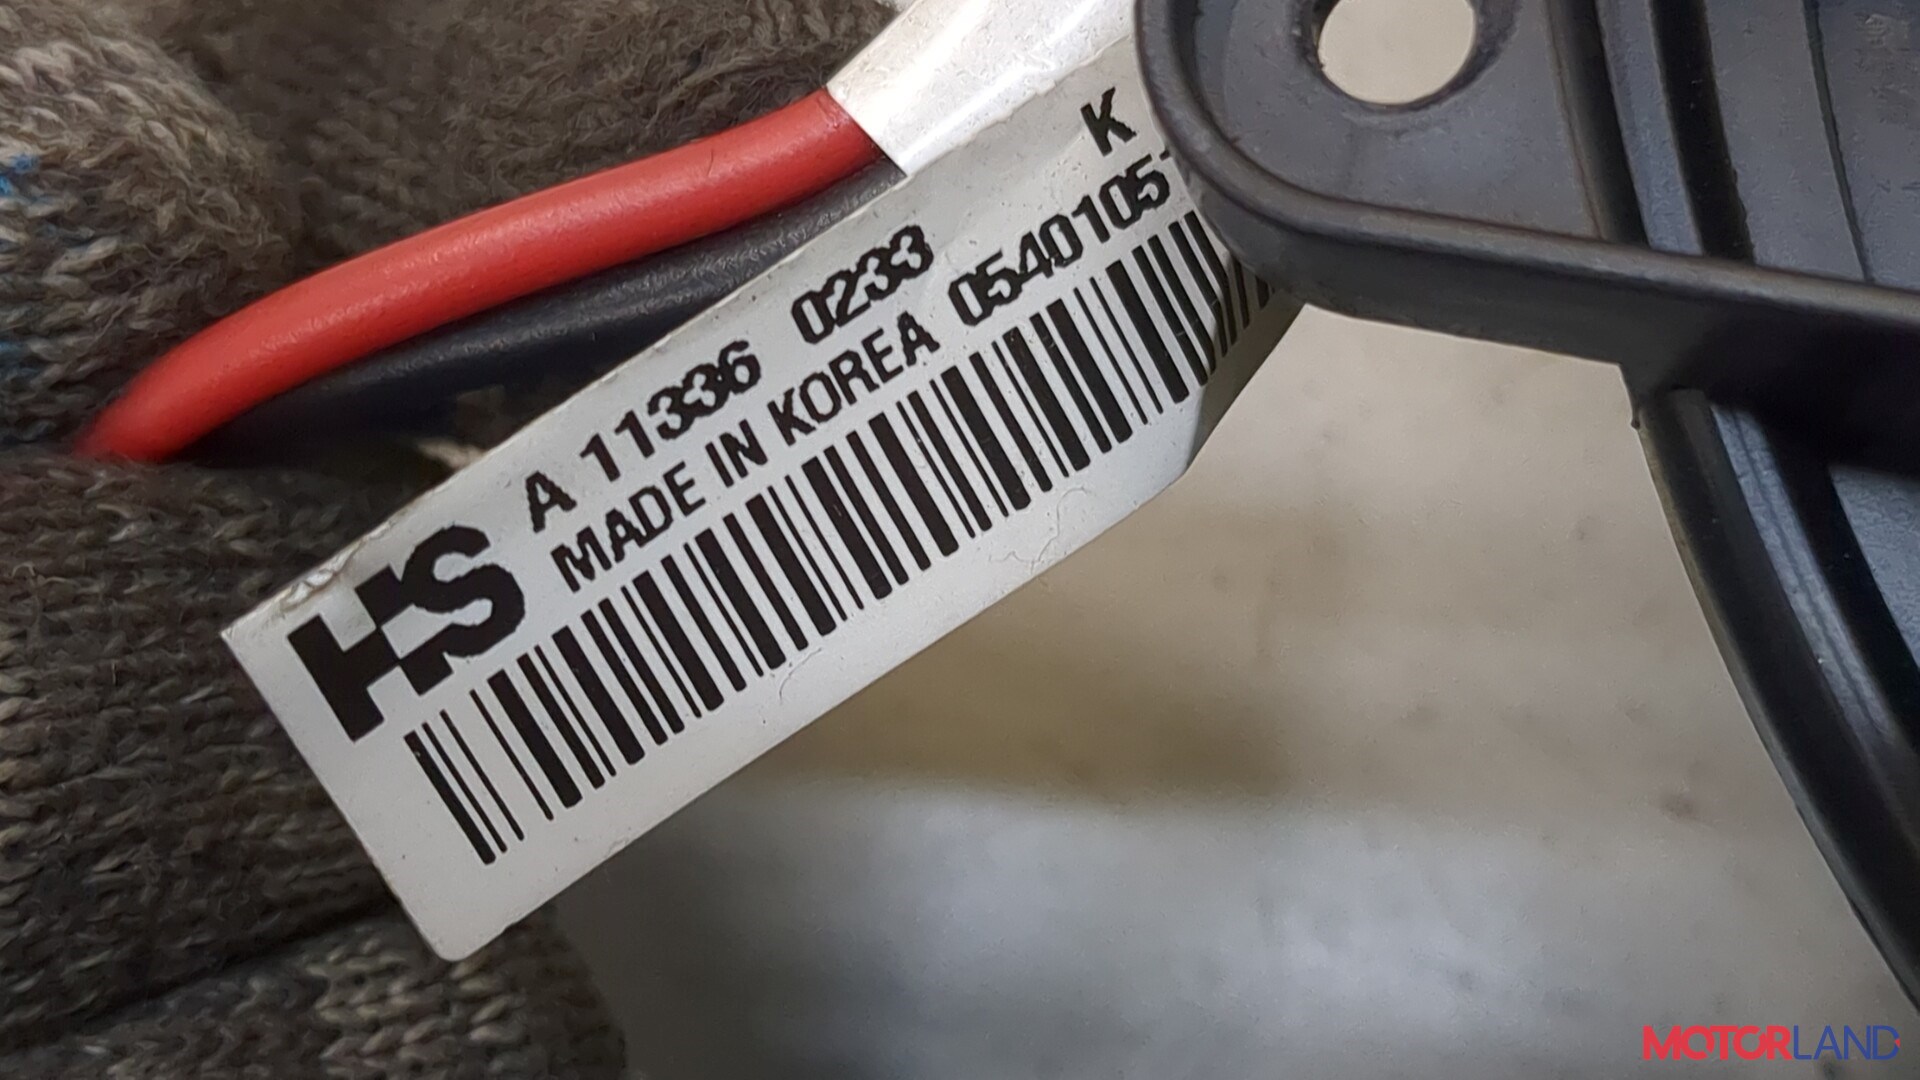 K
HS A 11336 0233
MADE IN KOREA 0540105
MOTORLAND